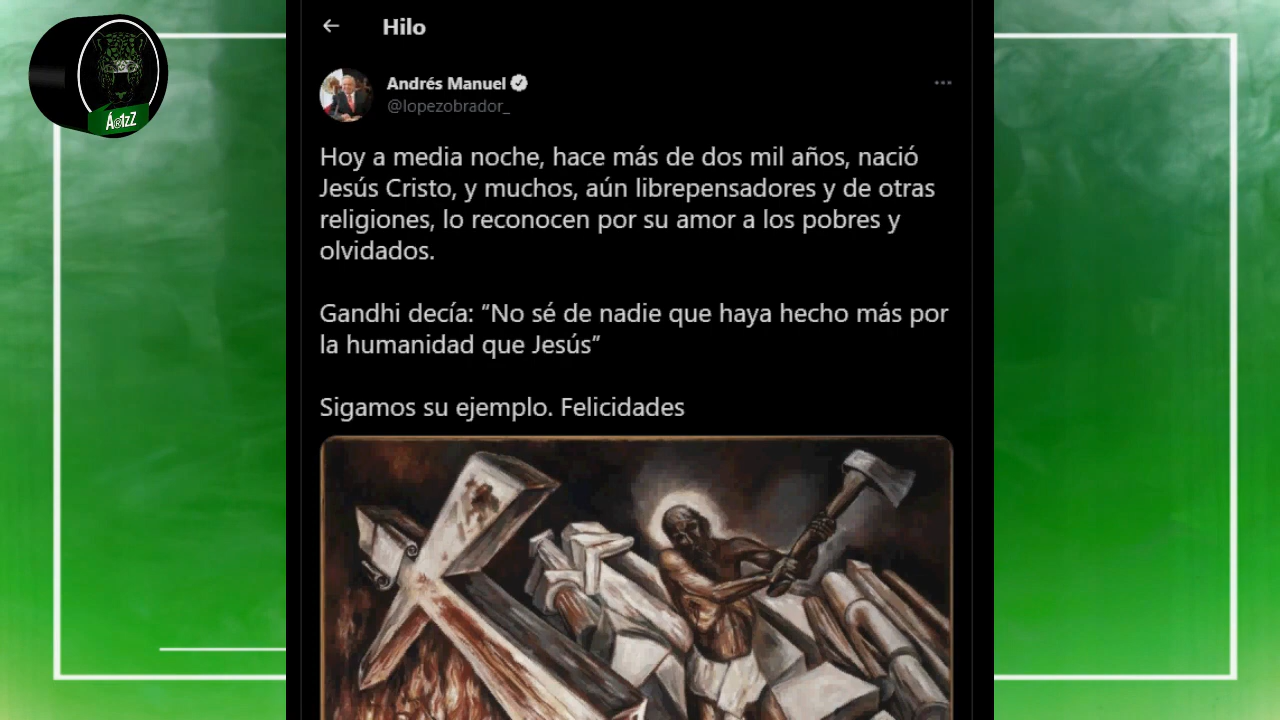 Hilo
Andrés Manuel
@lopezobrador_
Hoy a media noche, hace más de dos mil años, nació
Jesús Cristo, y muchos, aún librepensadores y de otras
religiones, lo reconocen por su amor a los pobres y
olvidados.
Gandhi decía: “No sé de nadie que haya hecho más por
la humanidad que Jesús”
Sigamos su ejemplo. Felicidades
Á®1zZ